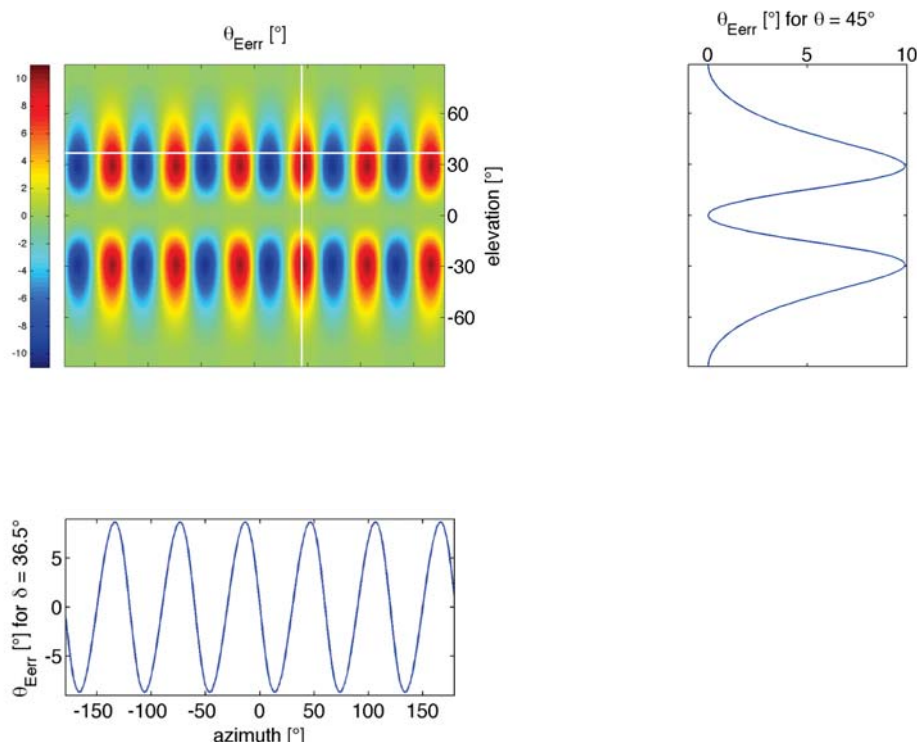 θEerr [°]
10
8
6
4
2
0
-2
-4
-6
-8
-10
60
30
0
-30
-60
elevation [°]
θEerr [°] for θ = 45°
0 5 10
θEerr [°] for δ = 36.5°
5
0
-5
-150 -100 -50 0 50 100 150
azimuth [°]